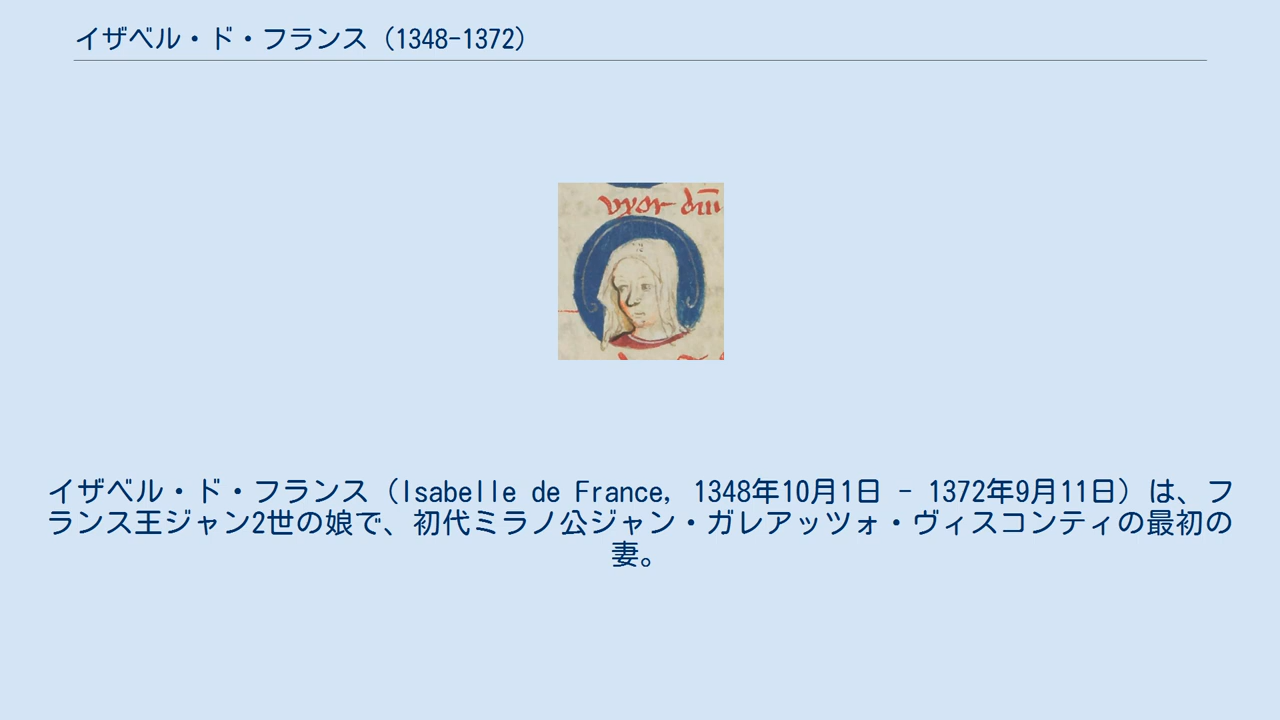 イザベル・ド・フランス（1348-1372）
uxor dni
イザベル・ド・フランス（Isabelle de France, 1348年10月1日 - 1372年9月11日）は、フ
ランス王ジャン2世の娘で、初代ミラノ公ジャン・ガレアッツォ・ヴィスコンティの最初の
妻。